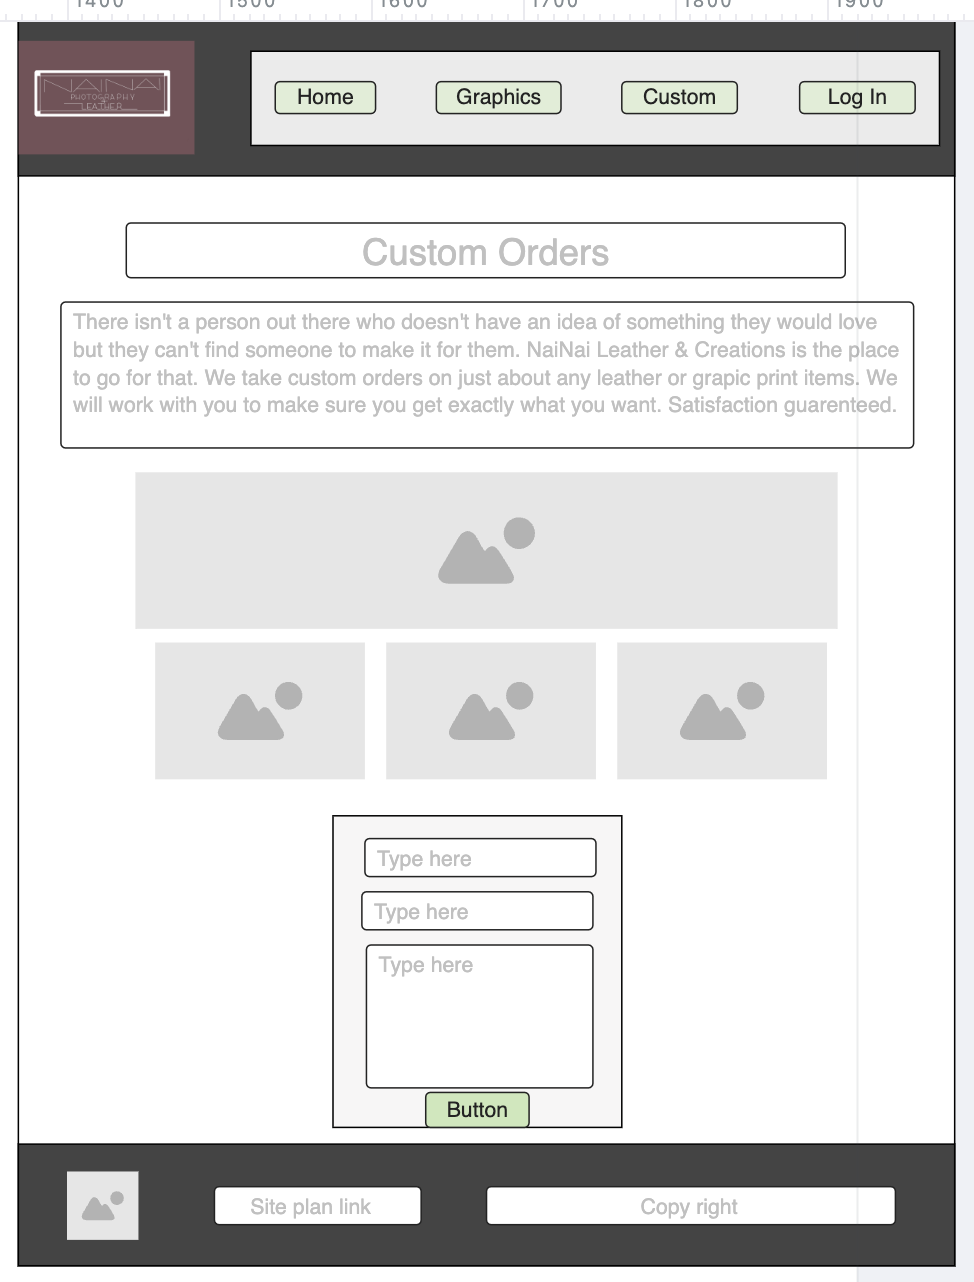 1400 1500 1600 1700 1800 1900
NAINAI
PHOTOGRAPHY
LEATHER
Home Graphics Custom Log In
Custom Orders
There isn't a person out there who doesn't have an idea of something they would love
but they can't find someone to make it for them. NaiNai Leather & Creations is the place
to go for that. We take custom orders on just about any leather or grapic print items. We
will work with you to make sure you get exactly what you want. Satisfaction guarenteed.
Type here
Type here
Type here
Button
Site plan link Copy right